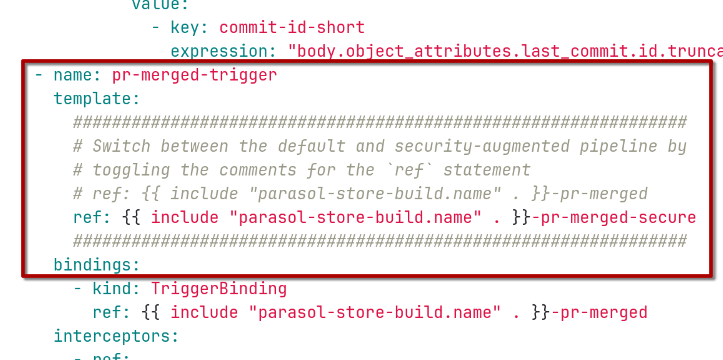 value:
- key: commit-id-short
expression: "body.object_attributes.last_commit.id.trunca
- name: pr-merged-trigger
template:
###############################################################
# Switch between the default and security-augmented pipeline by
# toggling the comments for the `ref` statement
# ref: {{ include "parasol-store-build.name" . }}-pr-merged
ref: {{ include "parasol-store-build.name" . }}-pr-merged-secure
###############################################################
bindings:
- kind: TriggerBinding
ref: {{ include "parasol-store-build.name" . }}-pr-merged
interceptors:
- ref: